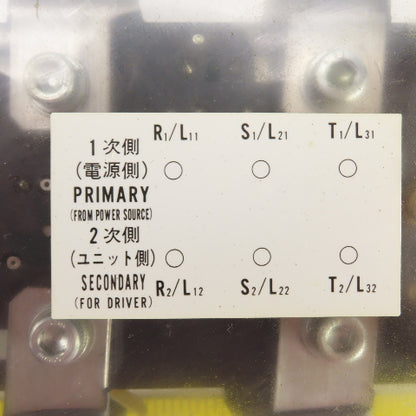 R1/L11 S1/L21 T1/L31
1次側
(電源側)
PRIMARY
(FROM POWER SOURCE)
2次側
(ユニット側)
SECONDARY
(FOR DRIVER)
R2/L12 S2/L22 T2/L32